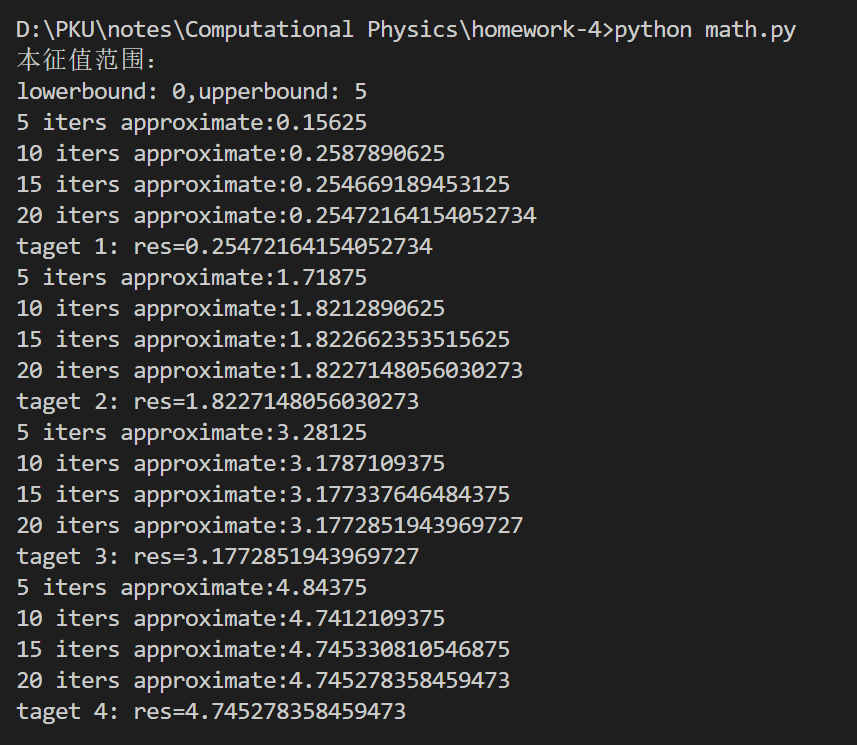 D:\PKU\notes\Computational Physics\homework-4>python math.py
本征值范围：
lowerbound: 0,upperbound: 5
5 iters approximate:0.15625
10 iters approximate:0.2587890625
15 iters approximate:0.254669189453125
20 iters approximate:0.25472164154052734
taget 1: res=0.25472164154052734
5 iters approximate:1.71875
10 iters approximate:1.8212890625
15 iters approximate:1.822662353515625
20 iters approximate:1.8227148056030273
taget 2: res=1.8227148056030273
5 iters approximate:3.28125
10 iters approximate:3.1787109375
15 iters approximate:3.177337646484375
20 iters approximate:3.1772851943969727
taget 3: res=3.1772851943969727
5 iters approximate:4.84375
10 iters approximate:4.7412109375
15 iters approximate:4.745330810546875
20 iters approximate:4.745278358459473
taget 4: res=4.745278358459473